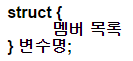 struct {
멤버 목록
} 변수명;